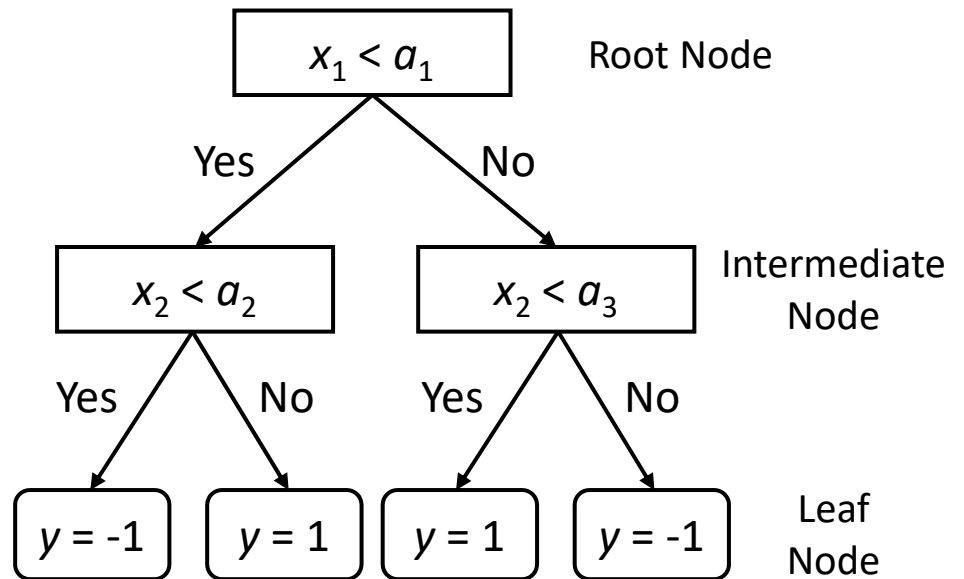 x₁ < a₁
Root Node
Yes
No
x₂ < a₂
x₂ < a₃
Intermediate
Node
Yes
No
Yes
No
y = -1
y = 1
y = 1
y = -1
Leaf
Node